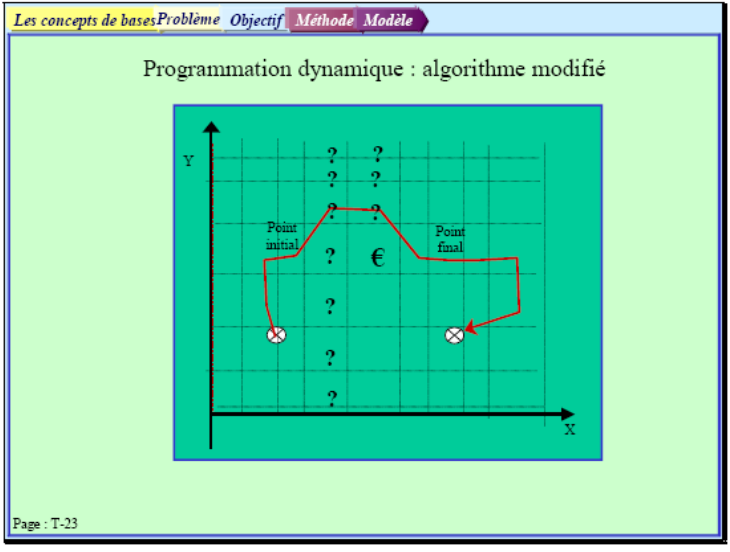 Les concepts de bases Problème Objectif Méthode Modèle
Programmation dynamique : algorithme modifié
Y
? ?
? ?
? ?
Point
initial
Point
final
? €
?
?
?
X
Page : T-23